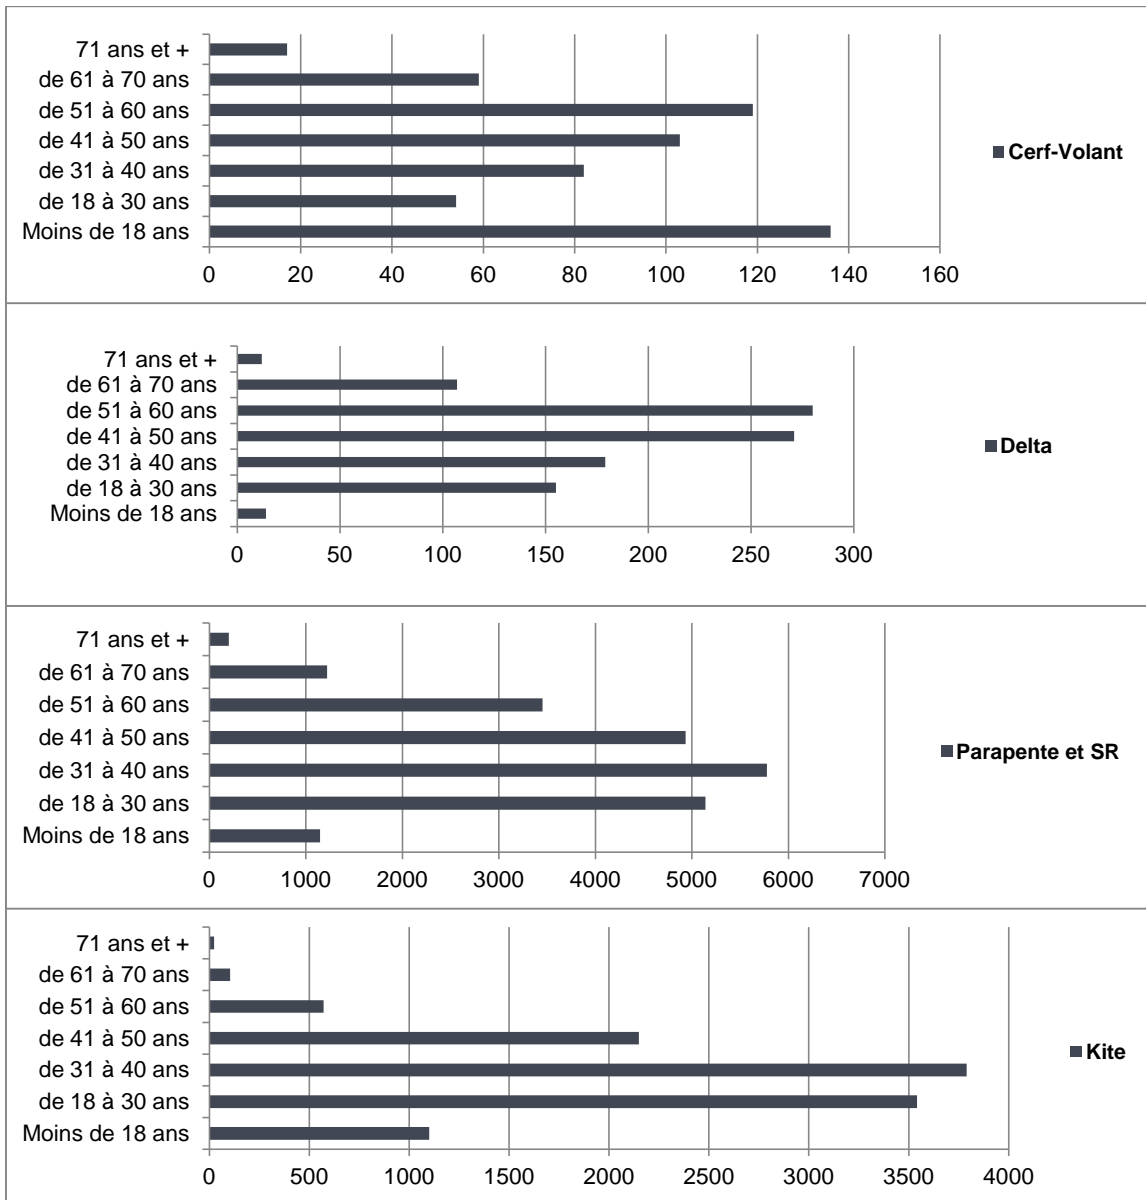 71 ans et +
de 61 à 70 ans
de 51 à 60 ans
de 41 à 50 ans
de 31 à 40 ans
de 18 à 30 ans
Moins de 18 ans
0 20 40 60 80 100 120 140 160
Cerf-Volant
71 ans et +
de 61 à 70 ans
de 51 à 60 ans
de 41 à 50 ans
de 31 à 40 ans
de 18 à 30 ans
Moins de 18 ans
0 50 100 150 200 250 300
Delta
71 ans et +
de 61 à 70 ans
de 51 à 60 ans
de 41 à 50 ans
de 31 à 40 ans
de 18 à 30 ans
Moins de 18 ans
0 1000 2000 3000 4000 5000 6000 7000
Parapente et SR
71 ans et +
de 61 à 70 ans
de 51 à 60 ans
de 41 à 50 ans
de 31 à 40 ans
de 18 à 30 ans
Moins de 18 ans
0 500 1000 1500 2000 2500 3000 3500 4000
Kite